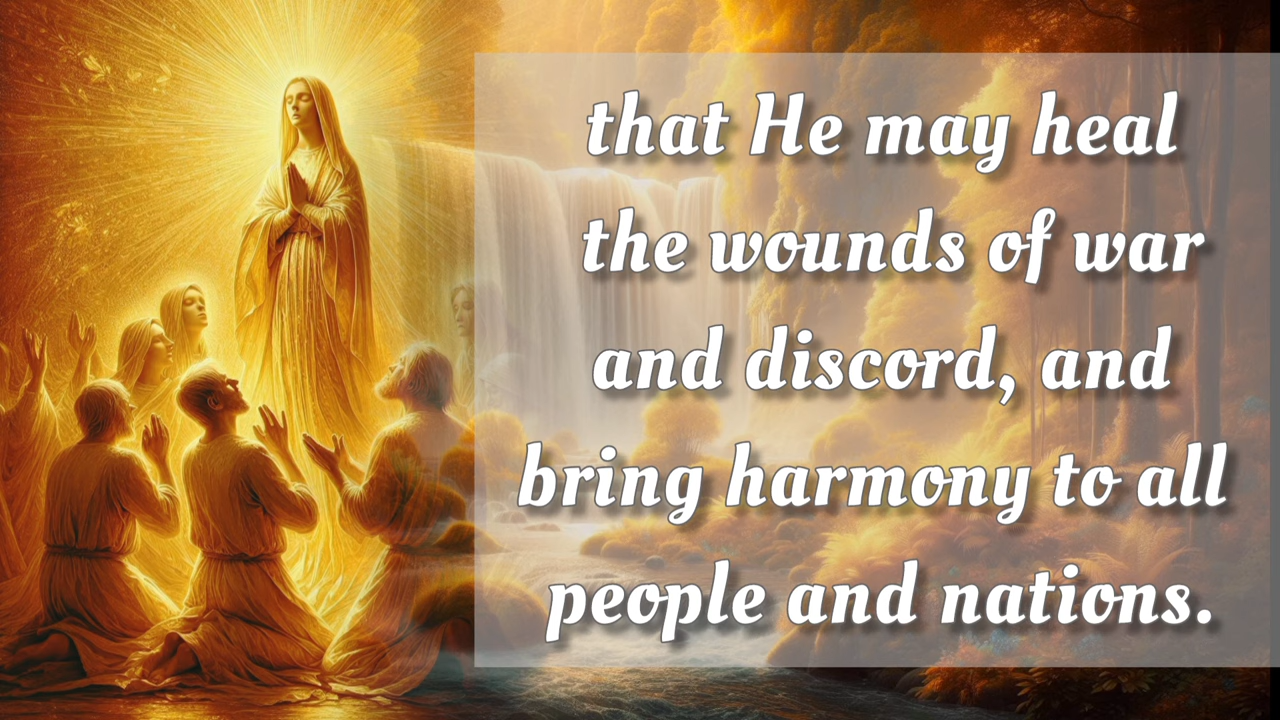 that He may heal
the wounds of war
and discord, and
bring harmony to all
people and nations.